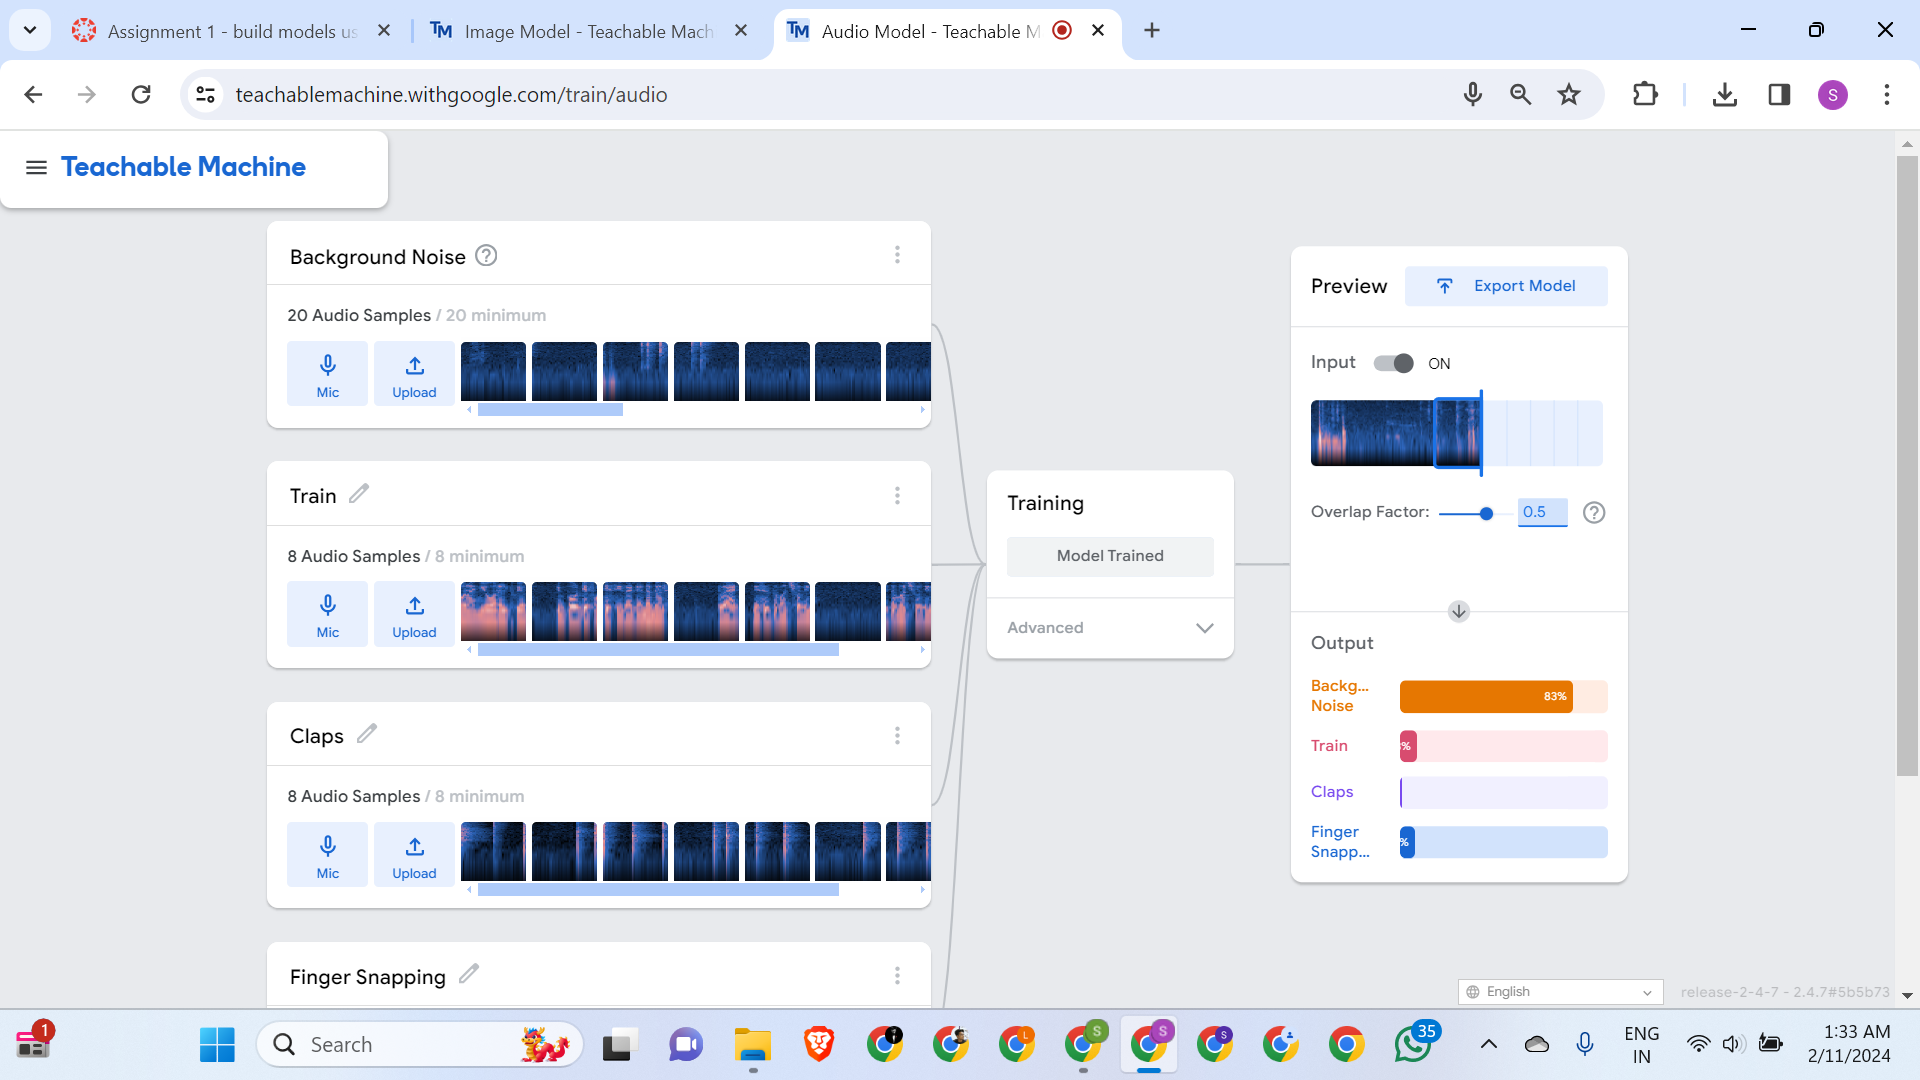 Assignment 1 - build models us
TM Image Model - Teachable Mach
TM Audio Model - Teachable M
teachablemachine.withgoogle.com/train/audio
S
Teachable Machine
Background Noise ?
20 Audio Samples / 20 minimum
Mic
Upload
Train
8 Audio Samples / 8 minimum
Mic
Upload
Claps
8 Audio Samples / 8 minimum
Mic
Upload
Finger Snapping
Training
Model Trained
Advanced
Preview
Export Model
Input
ON
Overlap Factor:
0.5
?
Output
Backg...
Noise
83%
Train
%
Claps
Finger
Snapp...
%
English
release-2-4-7 - 2.4.7#5b5b73
1
Search
L
S
S
S
35
ENG
IN
1:33 AM
2/11/2024